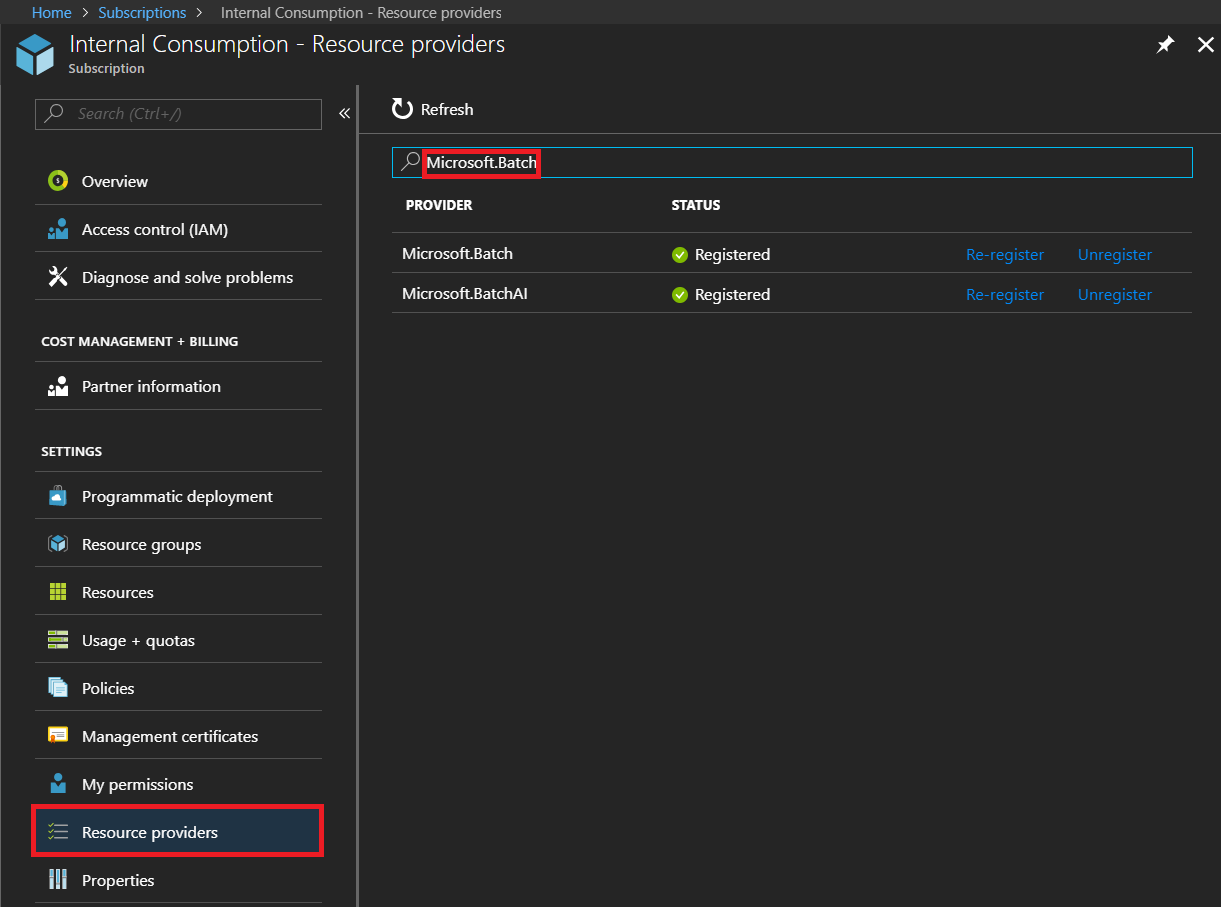 Home > Subscriptions > Internal Consumption - Resource providers
Internal Consumption - Resource providers
Subscription
Search (Ctrl+/)
«
Overview
Access control (IAM)
Diagnose and solve problems
COST MANAGEMENT + BILLING
Partner information
SETTINGS
Programmatic deployment
Resource groups
Resources
Usage + quotas
Policies
Management certificates
My permissions
Resource providers
Properties
Refresh
Microsoft.Batch
PROVIDER STATUS
Microsoft.Batch Registered Re-register Unregister
Microsoft.BatchAI Registered Re-register Unregister